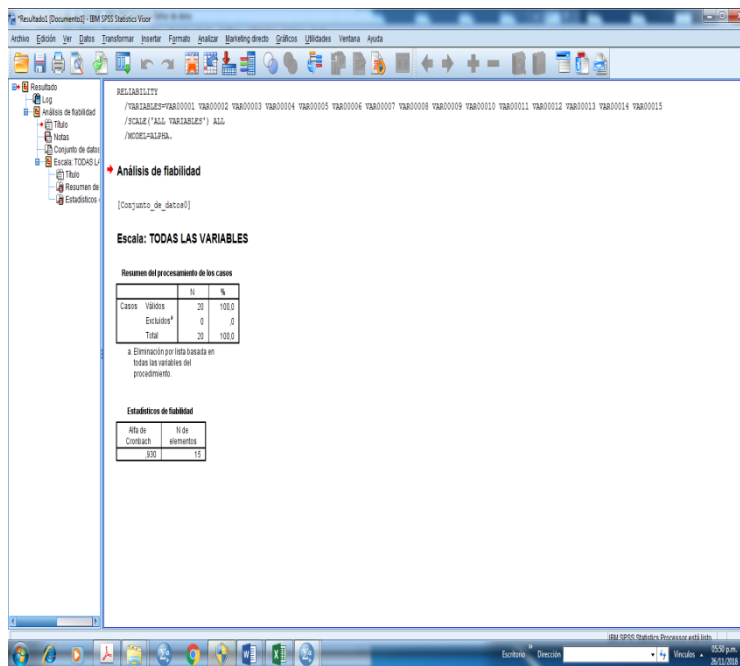 *Resultado1 [Documento1] - IBM SPSS Statistics Visor
Archivo Edición Ver Datos Transformar Insertar Formato Analizar Marketing directo Gráficos Utilidades Ventana Ayuda
Resultado
Log
Análisis de fiabilidad
Título
Notas
Conjunto de datos
Escala: TODAS LA
Título
Resumen de
Estadísticos
RELIABILITY
/VARIABLES=VAR00001 VAR00002 VAR00003 VAR00004 VAR00005 VAR00006 VAR00007 VAR00008 VAR00009 VAR00010 VAR00011 VAR00012 VAR00013 VAR00014 VAR00015
/SCALE('ALL VARIABLES') ALL
/MODEL=ALPHA.
Análisis de fiabilidad
[Conjunto_de_datos0]
Escala: TODAS LAS VARIABLES
Resumen del procesamiento de los casos
N %
Casos Válidos 20 100,0
Excluidos a 0 ,0
Total 20 100,0
a. Eliminación por lista basada en
todas las variables del
procedimiento.
Estadísticos de fiabilidad
Alfa de N de
Cronbach elementos
,930 15
IBM SPSS Statistics Processor está listo
Escritorio » Dirección Vínculos 05:50 p.m.
26/11/2018